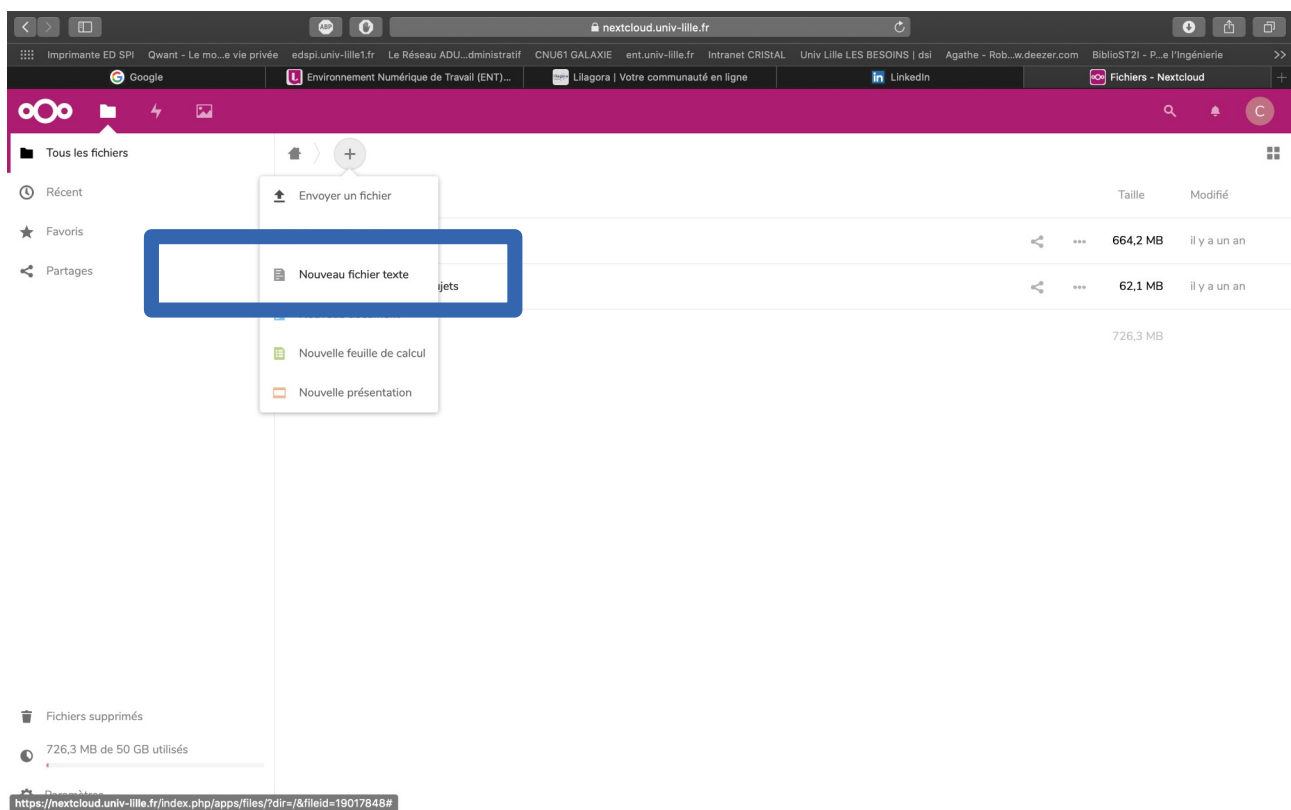 ABP
nextcloud.univ-lille.fr
Imprimante ED SPI Qwant - Le mo...e vie privée edspi.univ-lille1.fr Le Réseau ADU...dministratif CNU61 GALAXIE ent.univ-lille.fr Intranet CRIStAL Univ Lille LES BESOINS | dsi Agathe - Rob...w.deezer.com BiblioST2I - P...e l'Ingénierie >>
Google Environnement Numérique de Travail (ENT)... Lilagora | Votre communauté en ligne LinkedIn Fichiers - Nextcloud +
C
Tous les fichiers
+
Récent
Envoyer un fichier
Taille Modifié
Favoris
664,2 MB il y a un an
Partages
Nouveau fichier texte
jets
62,1 MB il y a un an
726,3 MB
Nouvelle feuille de calcul
Nouvelle présentation
Fichiers supprimés
726,3 MB de 50 GB utilisés
https://nextcloud.univ-lille.fr/index.php/apps/files/?dir=/&fileid=19017848#